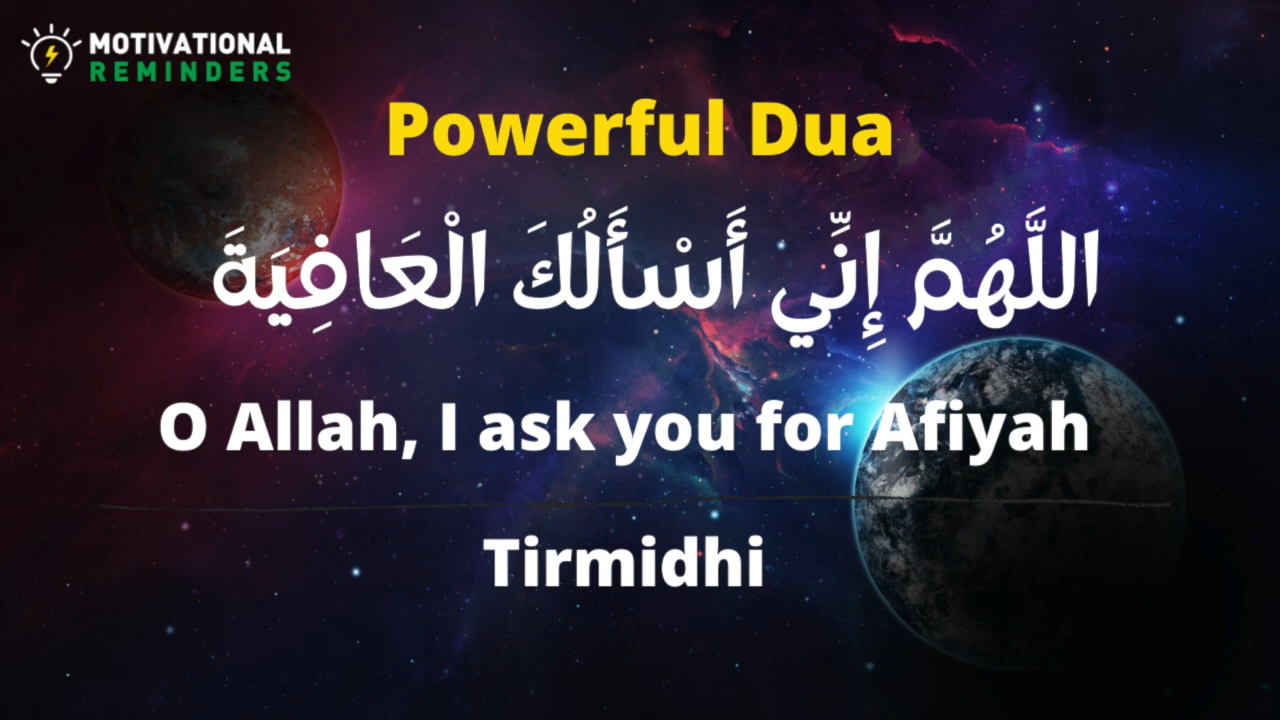 MOTIVATIONAL
REMINDERS
Powerful Dua
اللَّهُمَّ إِنِّي أَسْأَلُكَ الْعَافِيَةَ
O Allah, I ask you for Afiyah
Tirmidhi